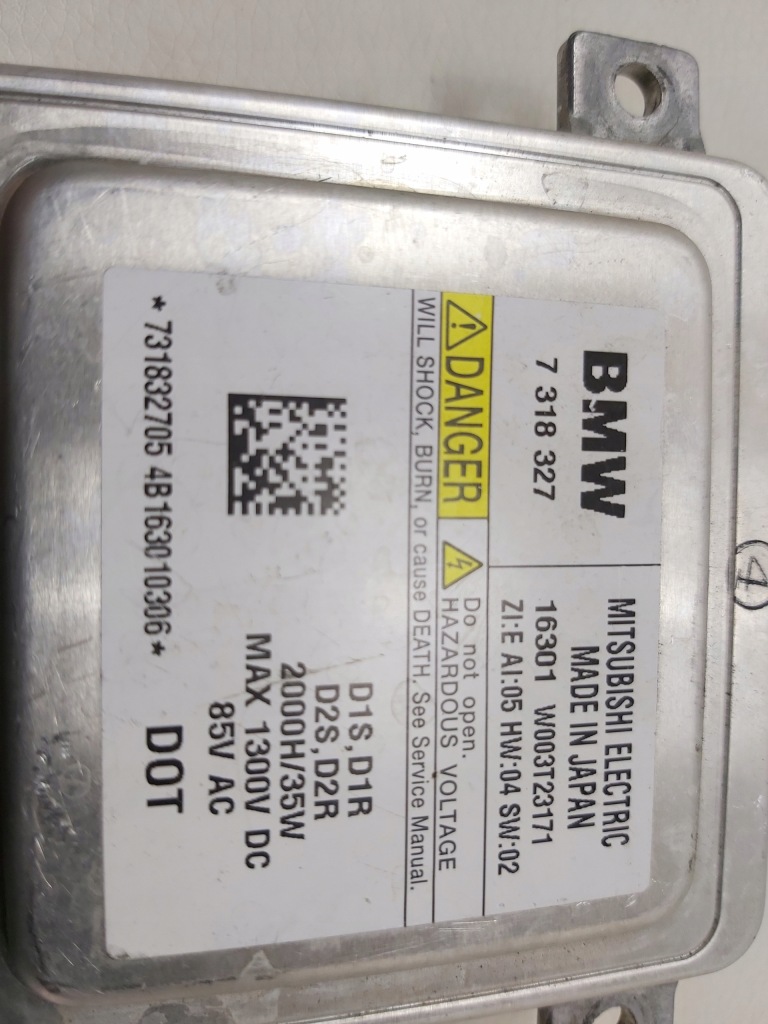 BMW
7 318 327
MITSUBISHI ELECTRIC
MADE IN JAPAN
16301 W003T23171
ZI:E AI:05 HW:04 SW:02
DANGER
Do not open.
HAZARDOUS VOLTAGE
WILL SHOCK, BURN, or cause DEATH. See Service Manual.
D1S,D1R
D2S,D2R
2000H/35W
MAX 1300V DC
85V AC
*731832705 4B163010306*
DOT
4